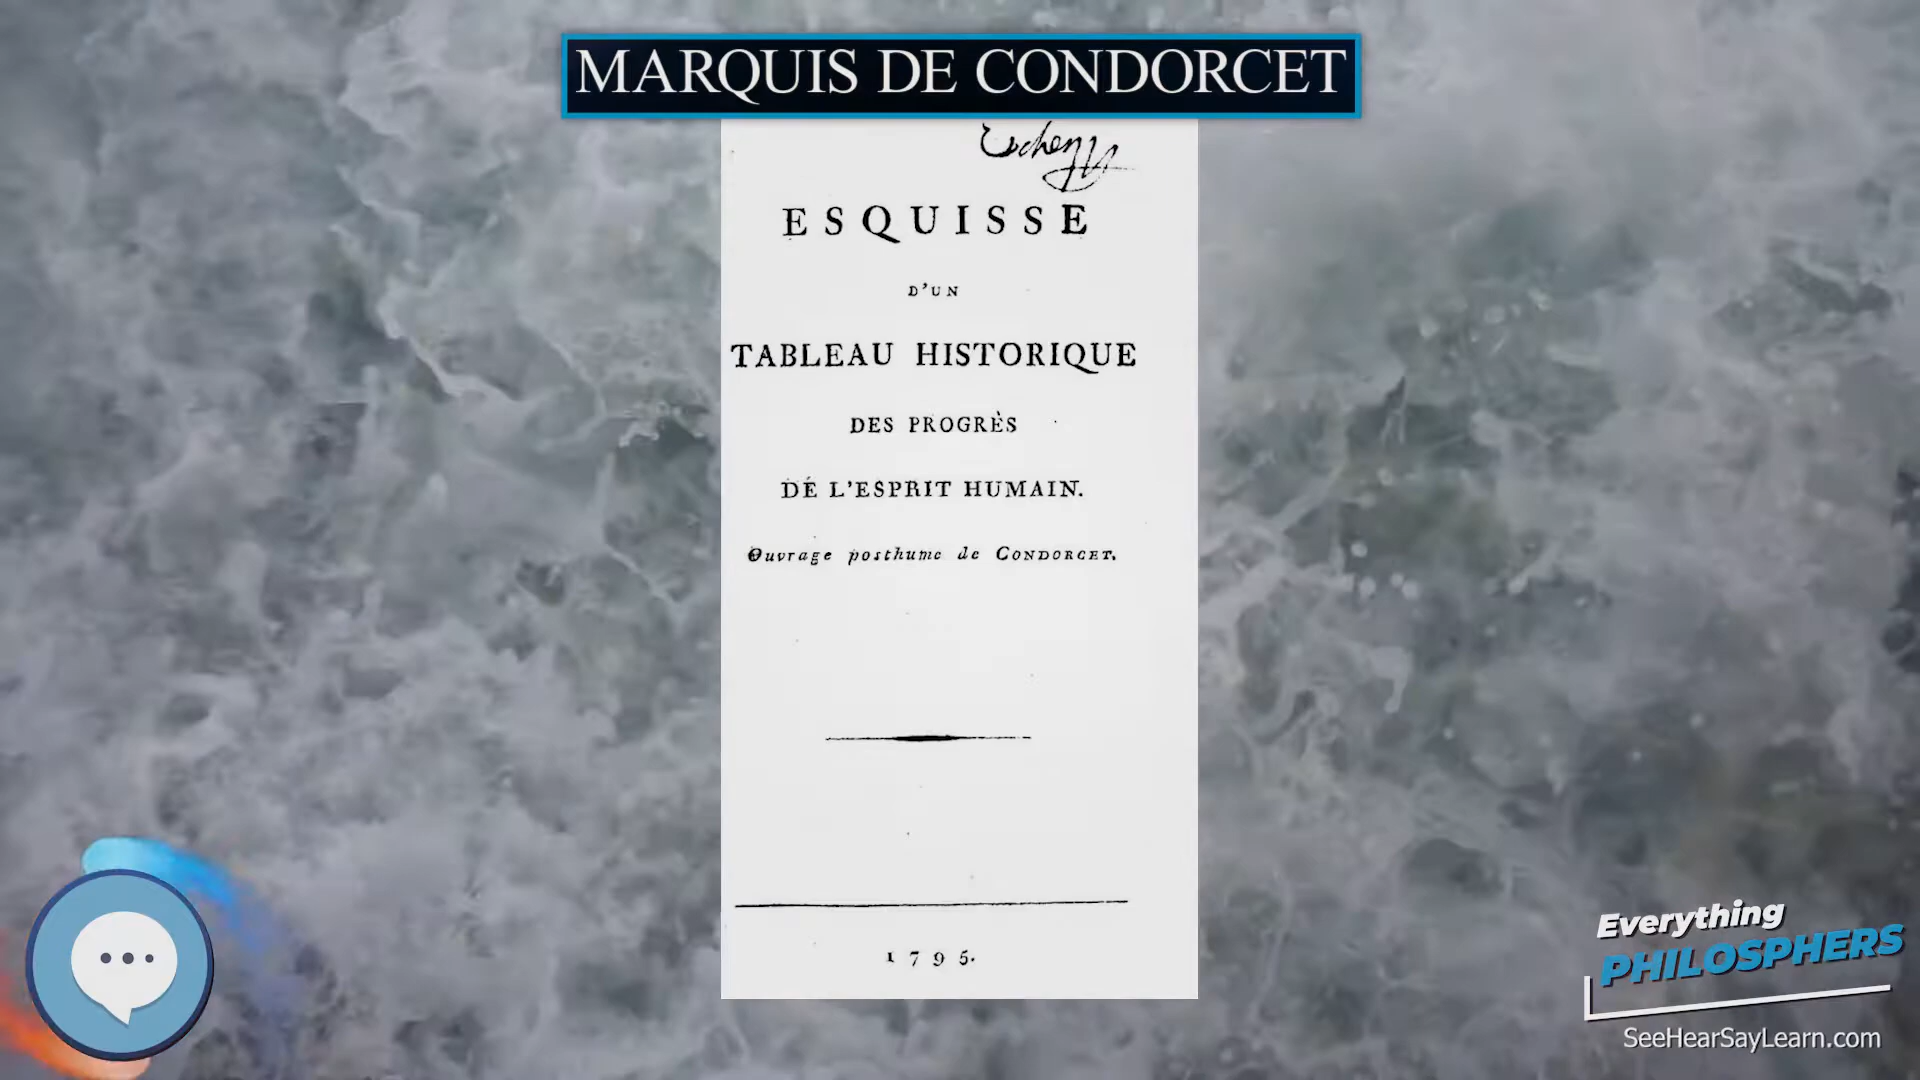 MARQUIS DE CONDORCET
ESQUISSE
D'UN
TABLEAU HISTORIQUE
DES PROGRÈS
DÉ L'ESPRIT HUMAIN.
Ouvrage posthume de CONDORCET.
1795.
Everything
PHILOSPHERS
SeeHearSayLearn.com